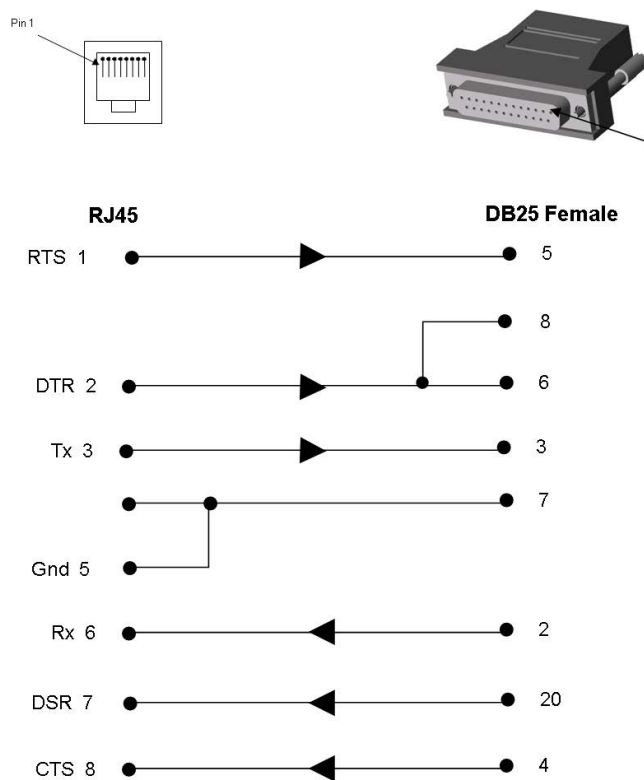 Pin 1
RJ45 DB25 Female
RTS 1 5
8
DTR 2 6
Tx 3 3
7
Gnd 5
Rx 6 2
DSR 7 20
CTS 8 4